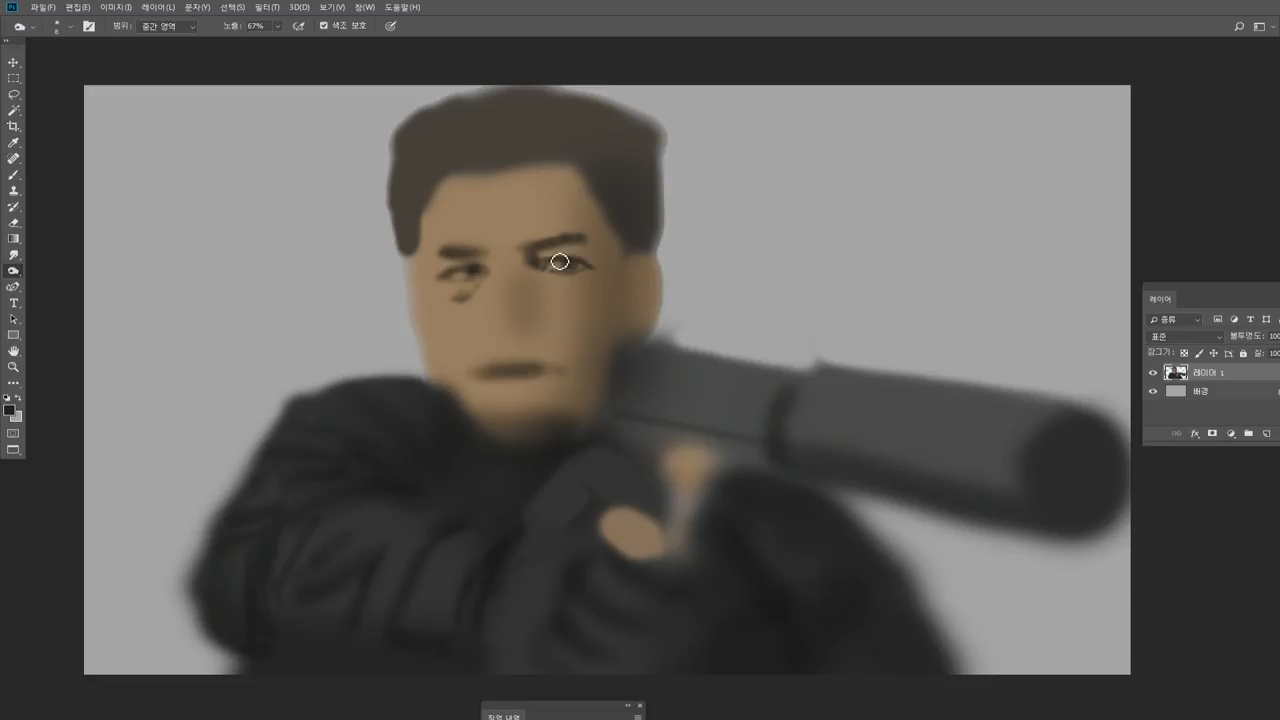 Ps 파일(F) 편집(E) 이미지(I) 레이어(L) 문자(Y) 선택(S) 필터(T) 3D(D) 보기(V) 창(W) 도움말(H)
8 범위: 중간 영역 노출: 67% 색조 보호
레이어
종류
표준 불투명도: 100
잠그기: 칠: 100
레이어 1
배경
작업 내역